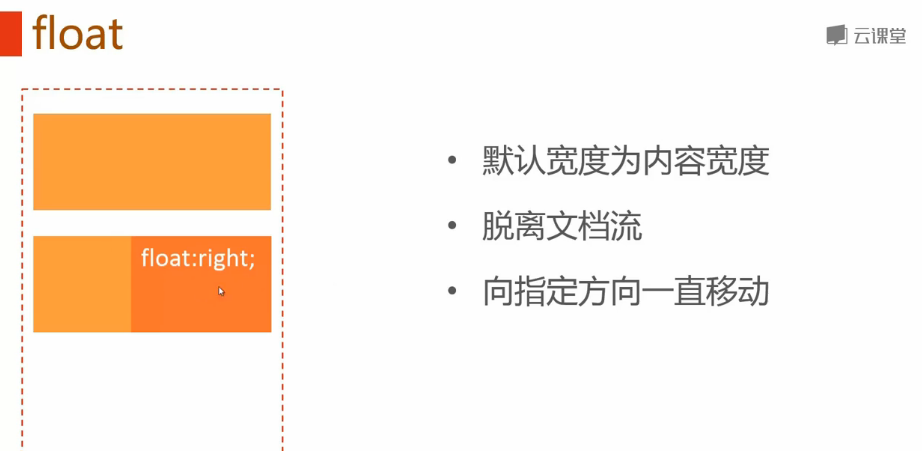 float
云课堂
float:right;
• 默认宽度为内容宽度
• 脱离文档流
• 向指定方向一直移动